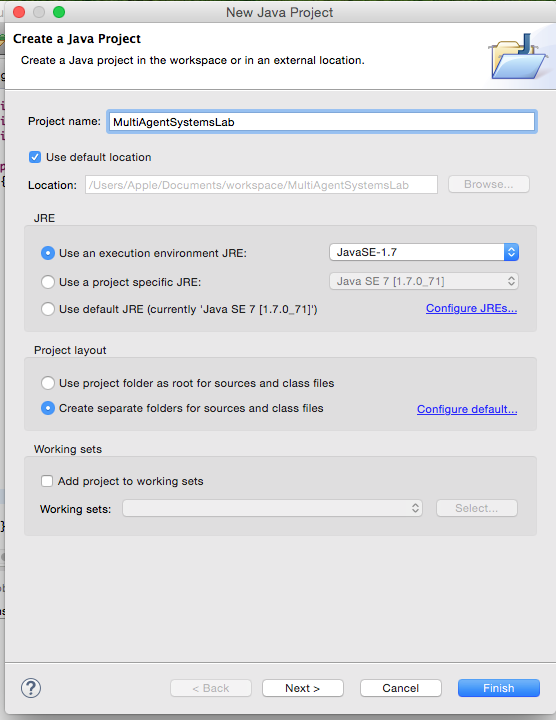 New Java Project
Create a Java Project
Create a Java project in the workspace or in an external location.
Project name: MultiAgentSystemsLab
Use default location
Location: /Users/Apple/Documents/workspace/MultiAgentSystemsLab Browse...
JRE
Use an execution environment JRE: JavaSE-1.7
Use a project specific JRE: Java SE 7 [1.7.0_71]
Use default JRE (currently 'Java SE 7 [1.7.0_71]') Configure JREs...
Project layout
Use project folder as root for sources and class files
Create separate folders for sources and class files Configure default...
Working sets
Add project to working sets
Working sets: Select...
? < Back Next > Cancel Finish